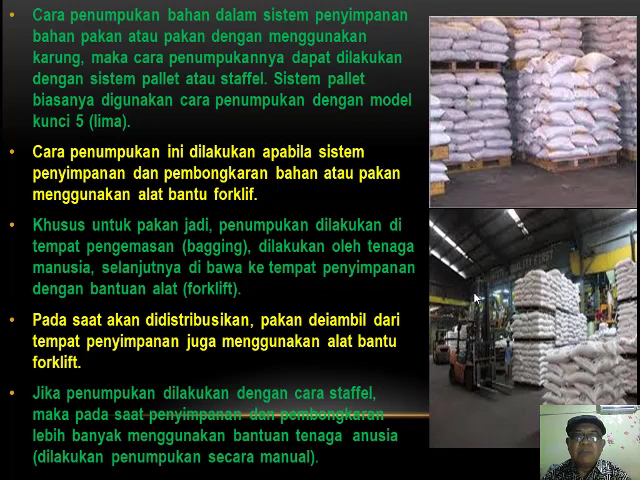 Cara penumpukan bahan dalam sistem penyimpanan
bahan pakan atau pakan dengan menggunakan
karung, maka cara penumpukannya dapat dilakukan
dengan sistem pallet atau staffel. Sistem pallet
biasanya digunakan cara penumpukan dengan model
kunci 5 (lima).
Cara penumpukan ini dilakukan apabila sistem
penyimpanan dan pembongkaran bahan atau pakan
menggunakan alat bantu forklif.
Khusus untuk pakan jadi, penumpukan dilakukan di
tempat pengemasan (bagging), dilakukan oleh tenaga
manusia, selanjutnya di bawa ke tempat penyimpanan
dengan bantuan alat (forklift).
Pada saat akan didistribusikan, pakan deiambil dari
tempat penyimpanan juga menggunakan alat bantu
forklift.
Jika penumpukan dilakukan dengan cara staffel,
maka pada saat penyimpanan dan pembongkaran
lebih banyak menggunakan bantuan tenaga anusia
(dilakukan penumpukan secara manual).
QUALITY FIRST